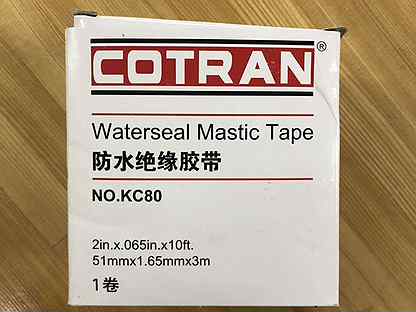 COTRAN®
Waterseal Mastic Tape
防水绝缘胶带
NO.KC80
2in.x.065in.x10ft.
51mmx1.65mmx3m
1卷